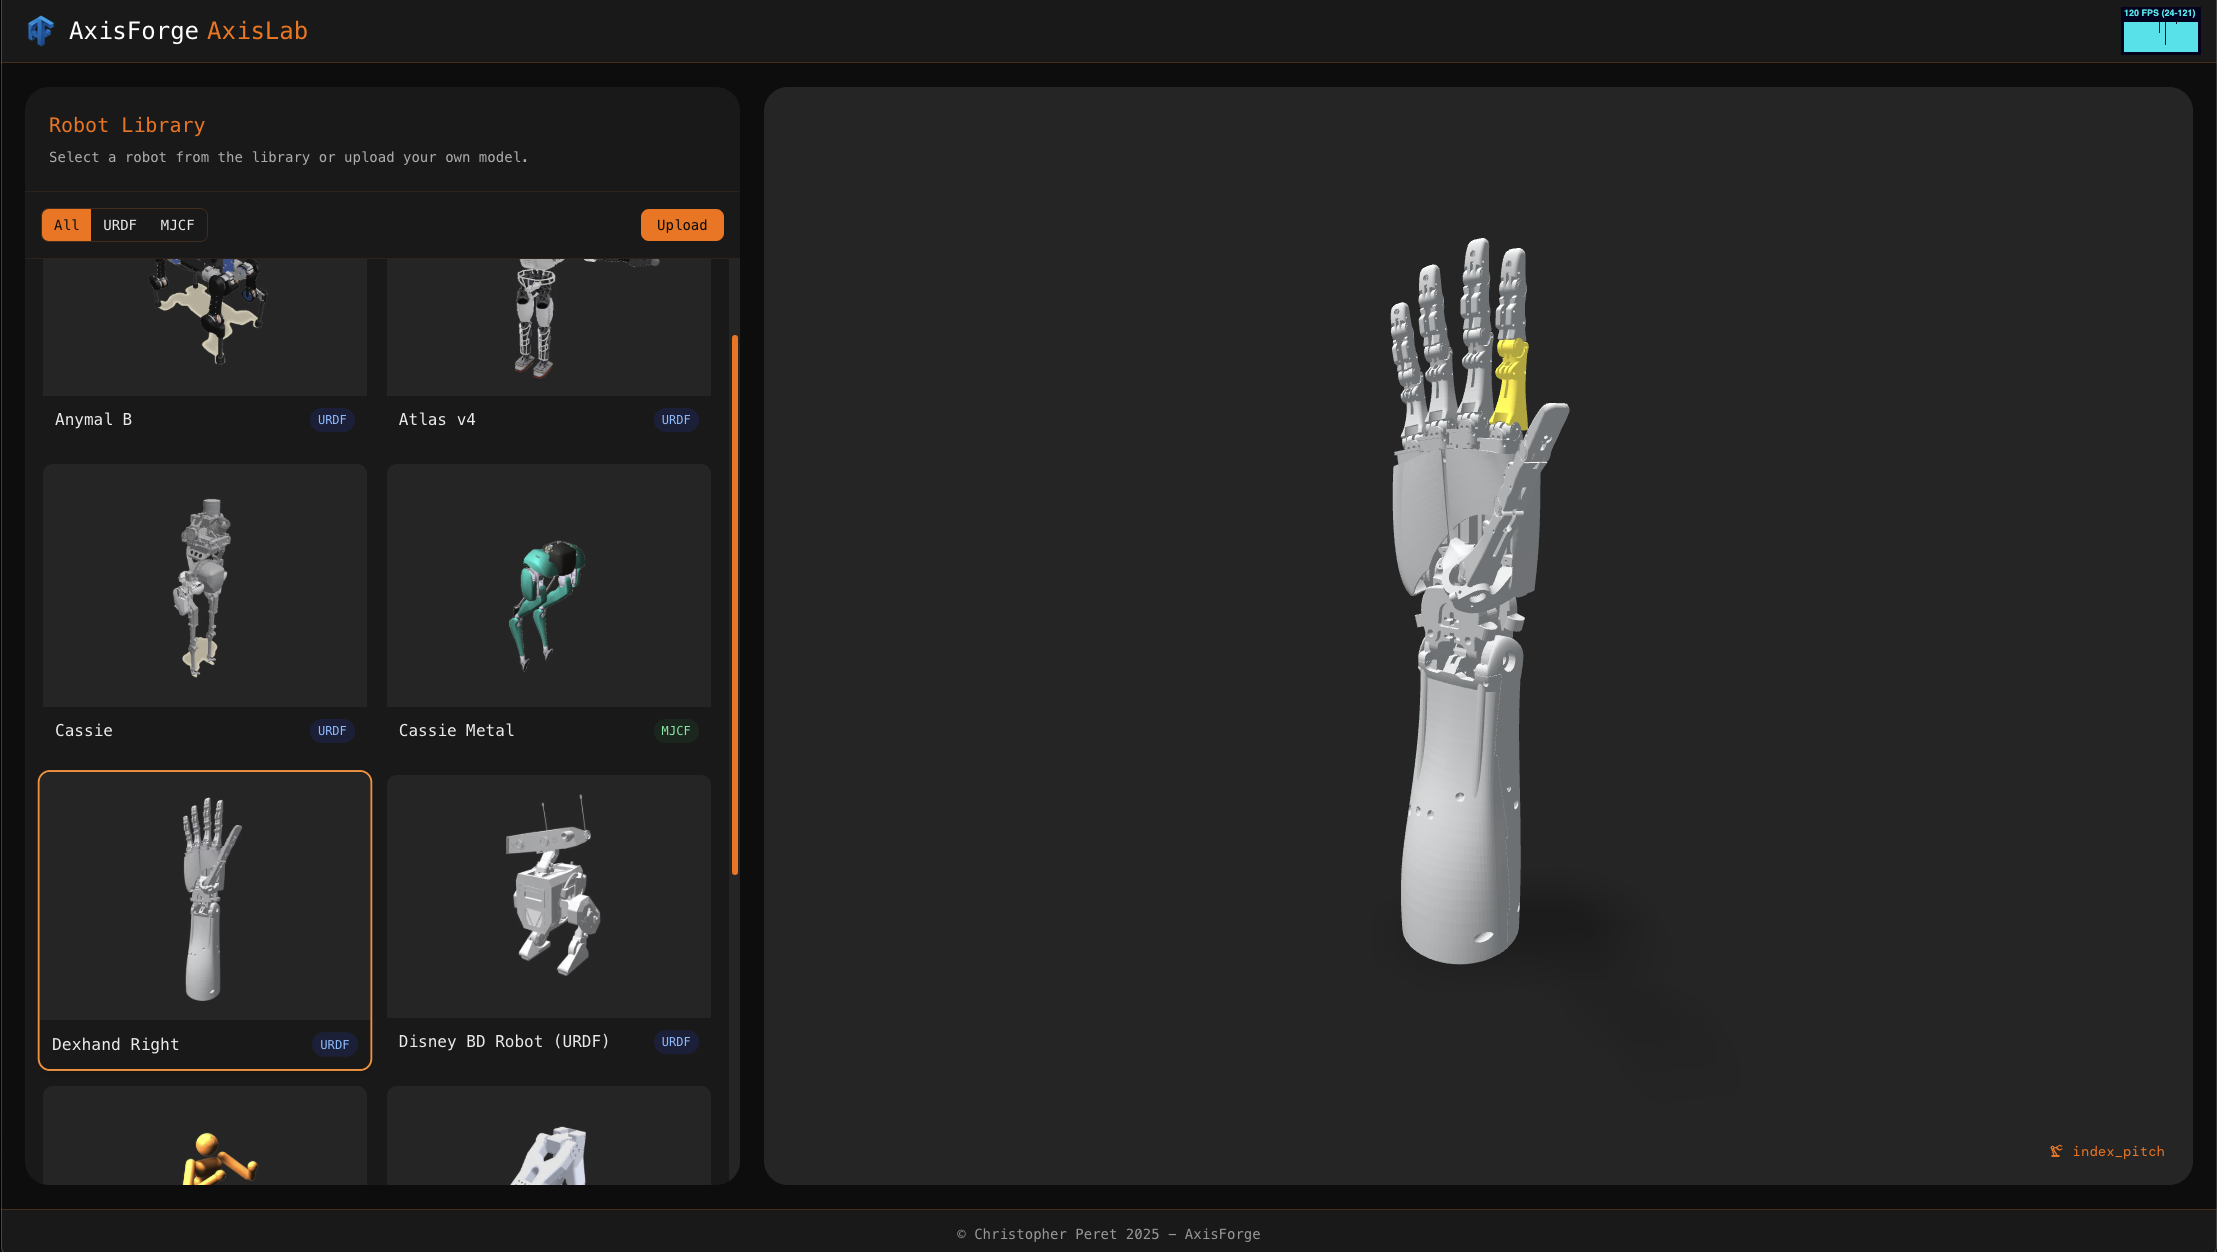 AxisForge AxisLab
120 FPS (24-121)
Robot Library
Select a robot from the library or upload your own model.
All URDF MJCF Upload
Anymal B URDF
Atlas v4 URDF
Cassie URDF
Cassie Metal MJCF
Dexhand Right URDF
Disney BD Robot (URDF) URDF
index_pitch
© Christopher Peret 2025 – AxisForge